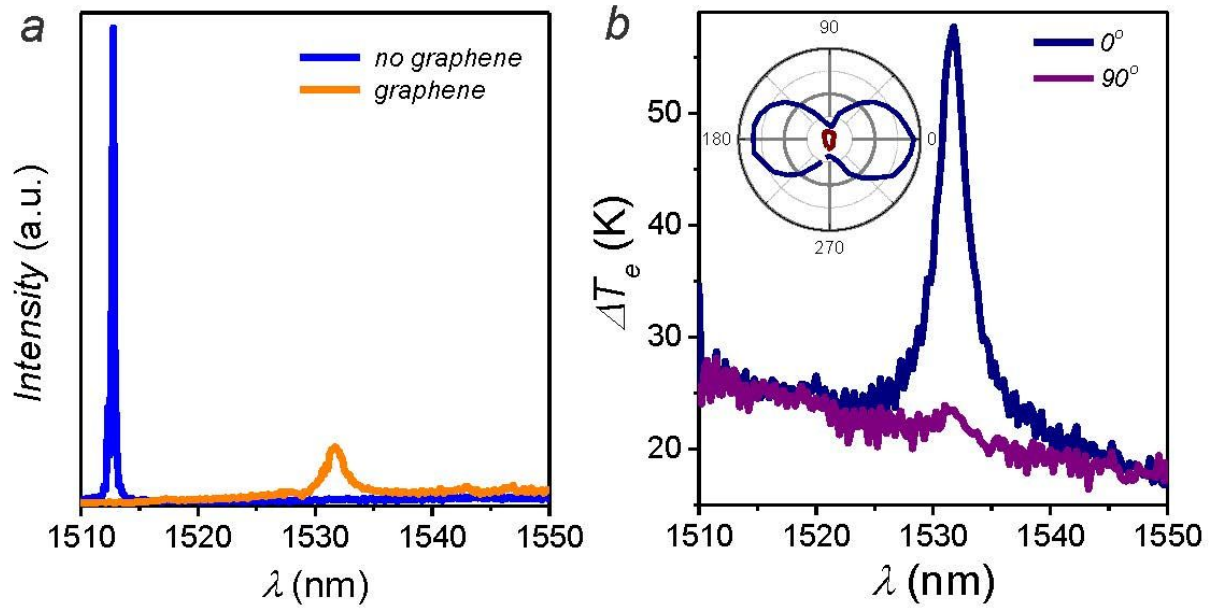 a
no graphene
graphene
Intensity (a.u.)
1510 1520 1530 1540 1550
λ (nm)
b
0°
90°
90
180
0
270
ΔT_e (K)
50
40
30
20
1510 1520 1530 1540 1550
λ (nm)